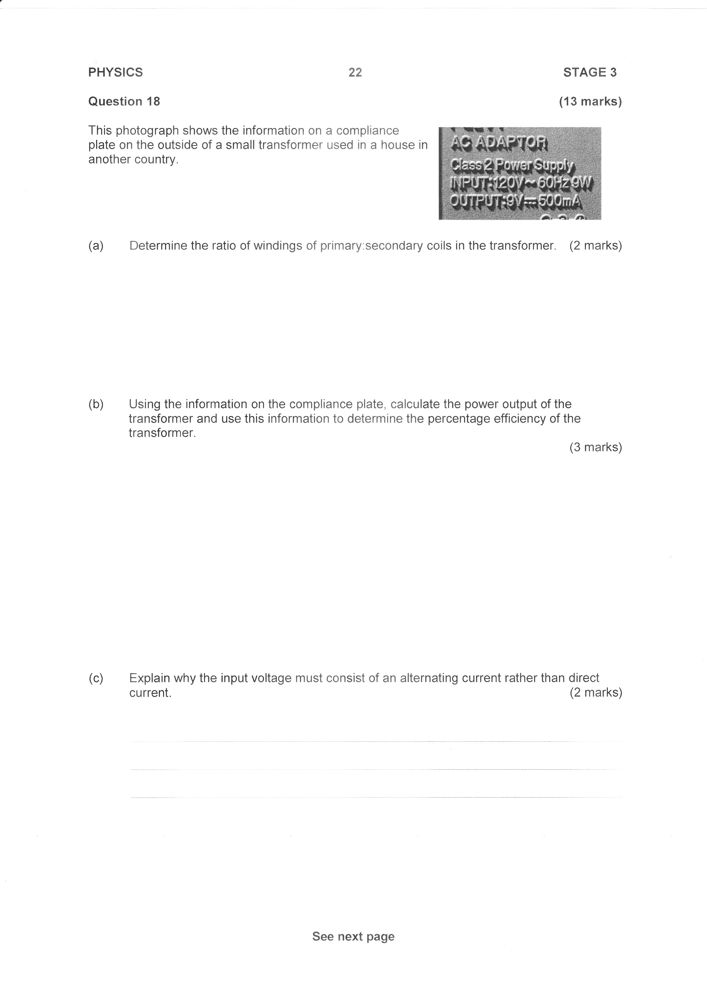 PHYSICS
22
STAGE 3
Question 18
(13 marks)
This photograph shows the information on a compliance
plate on the outside of a small transformer used in a house in
another country.
AC ADAPTOR
Class 2 Power Supply
INPUT:120V~60Hz 9W
OUTPUT:9V⎓500mA
(a) Determine the ratio of windings of primary:secondary coils in the transformer. (2 marks)
(b) Using the information on the compliance plate, calculate the power output of the
transformer and use this information to determine the percentage efficiency of the
transformer.
(3 marks)
(c) Explain why the input voltage must consist of an alternating current rather than direct
current. (2 marks)
See next page